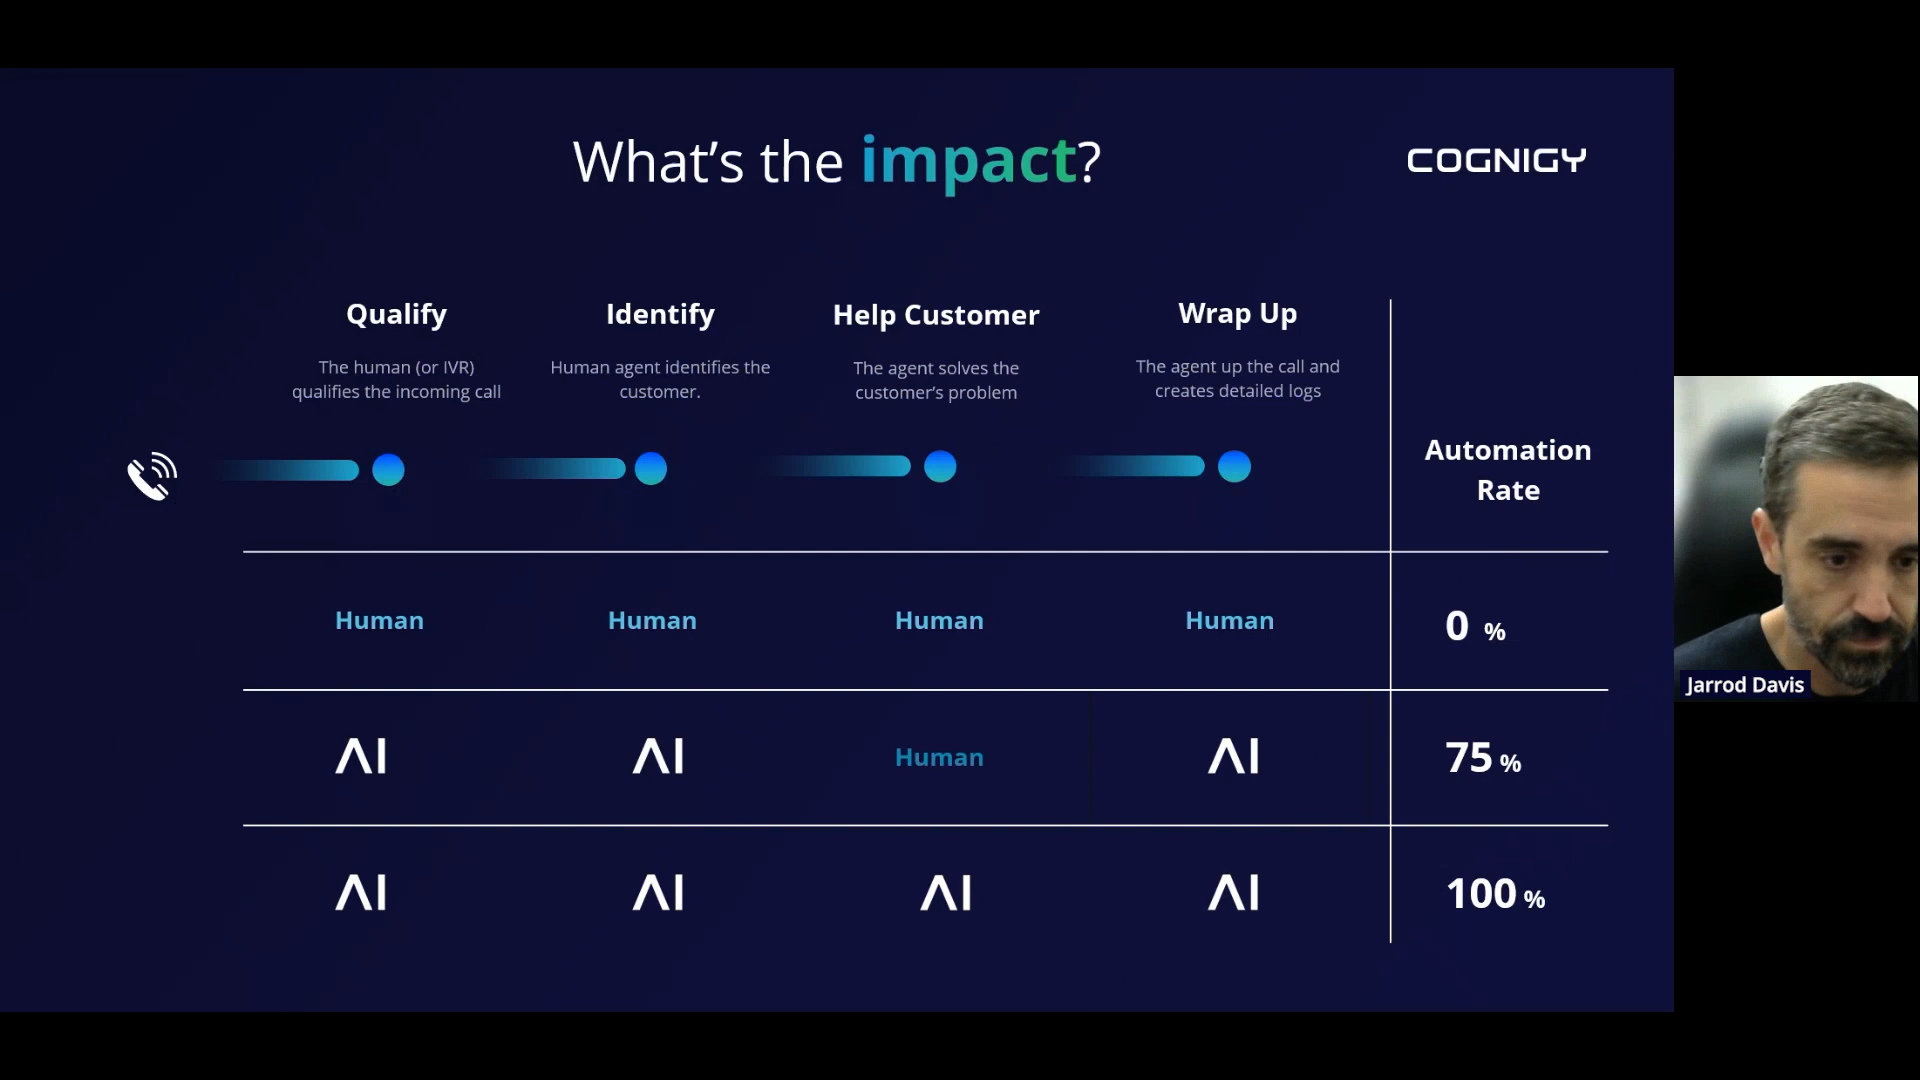 What's the impact?
COGNIGY
Qualify
The human (or IVR)
qualifies the incoming call
Identify
Human agent identifies the
customer.
Help Customer
The agent solves the
customer's problem
Wrap Up
The agent up the call and
creates detailed logs
Automation
Rate
Human Human Human Human 0 %
AI AI Human AI 75 %
AI AI AI AI 100 %
Jarrod Davis